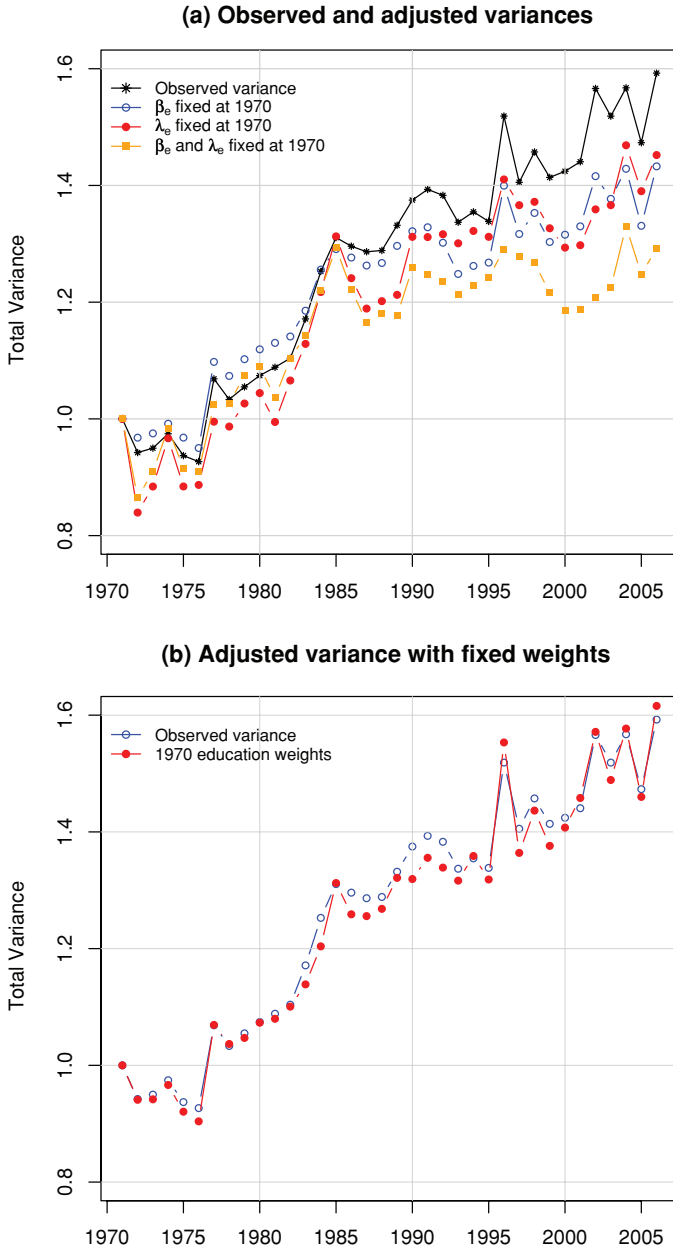 (a) Observed and adjusted variances
Total Variance
1.6
1.4
1.2
1.0
0.8
Observed variance
βe fixed at 1970
λe fixed at 1970
βe and λe fixed at 1970
1970 1975 1980 1985 1990 1995 2000 2005
(b) Adjusted variance with fixed weights
Total Variance
1.6
1.4
1.2
1.0
0.8
Observed variance
1970 education weights
1970 1975 1980 1985 1990 1995 2000 2005